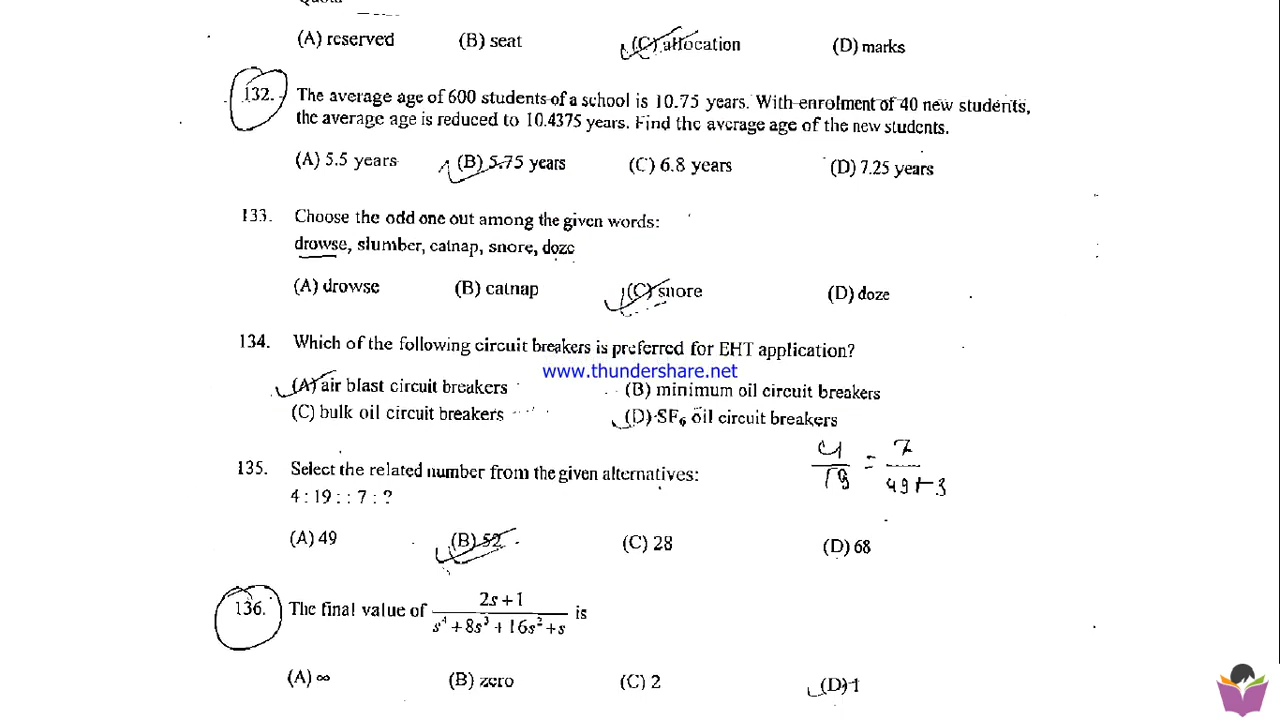 (A) reserved (B) seat (C) allocation (D) marks
132. The average age of 600 students of a school is 10.75 years. With enrolment of 40 new students,
the average age is reduced to 10.4375 years. Find the average age of the new students.
(A) 5.5 years (B) 5.75 years (C) 6.8 years (D) 7.25 years
133. Choose the odd one out among the given words:
drowse, slumber, catnap, snore, doze
(A) drowse (B) catnap (C) snore (D) doze
134. Which of the following circuit breakers is preferred for EHT application?
www.thundershare.net
(A) air blast circuit breakers (B) minimum oil circuit breakers
(C) bulk oil circuit breakers (D) SF₆ oil circuit breakers
4/19 = 7/49+3
135. Select the related number from the given alternatives:
4 : 19 : : 7 : ?
(A) 49 (B) 52 (C) 28 (D) 68
136. The final value of (2s+1)/(s⁴+8s³+16s²+s) is
(A) ∞ (B) zero (C) 2 (D) 1